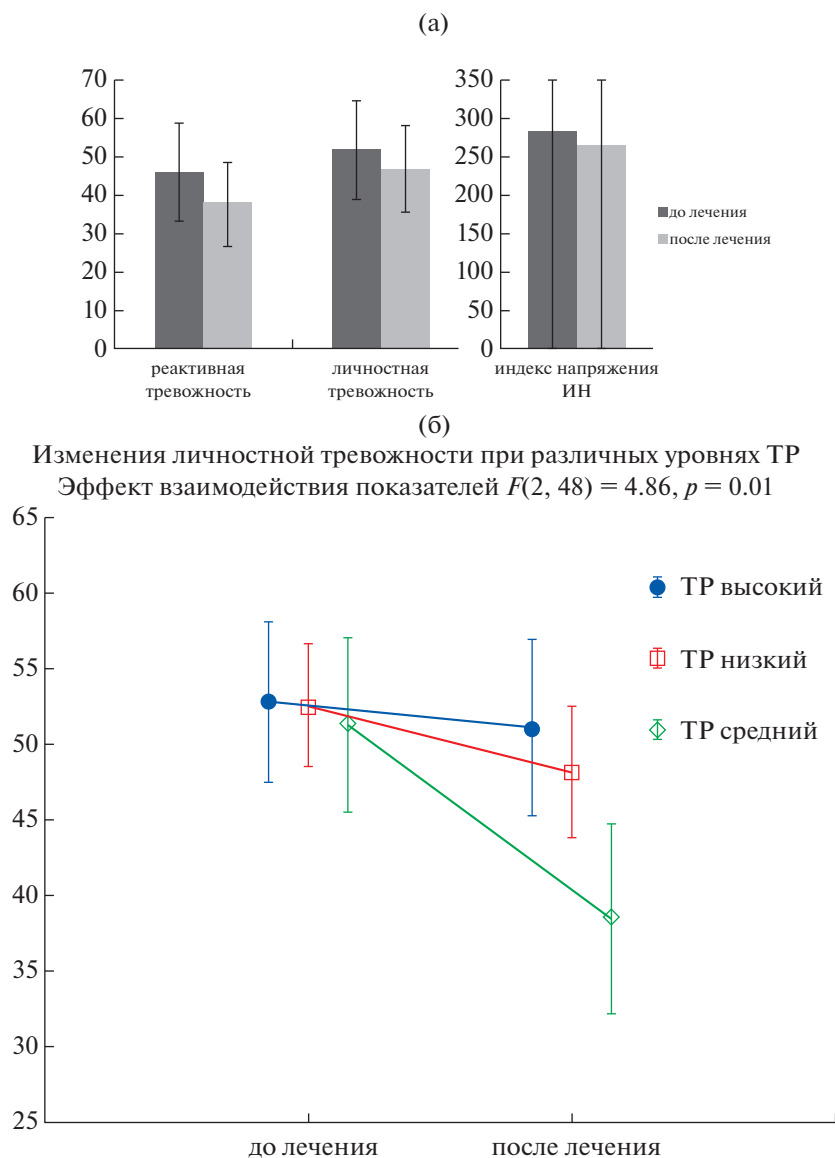 (а)
70
60
50
40
30
20
10
0
реактивная
тревожность
личностная
тревожность
350
300
250
200
150
100
50
0
индекс напряжения
ИН
до лечения
после лечения
(б)
Изменения личностной тревожности при различных уровнях ТР
Эффект взаимодействия показателей F(2, 48) = 4.86, p = 0.01
65
60
55
50
45
40
35
30
25
до лечения
после лечения
ТР высокий
ТР низкий
ТР средний